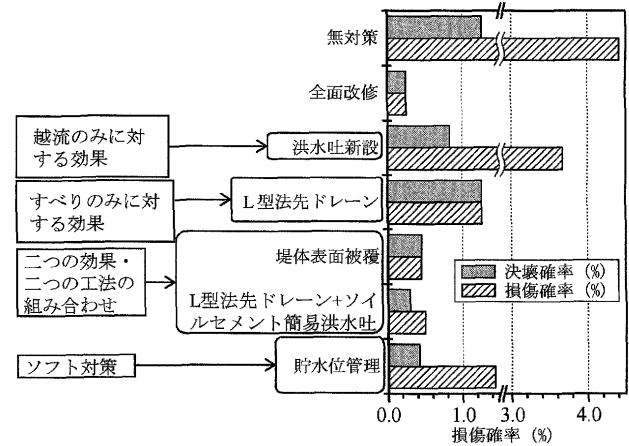 無対策
全面改修
越流のみに対
する効果
洪水吐新設
すべりのみに対
する効果
L型法先ドレーン
二つの効果・
二つの工法の
組み合わせ
堤体表面被覆
L型法先ドレーン+ソイ
ルセメント簡易洪水吐
ソフト対策
貯水位管理
決壊確率 (%)
損傷確率 (%)
0.0 1.0 3.0 4.0
損傷確率 (%)